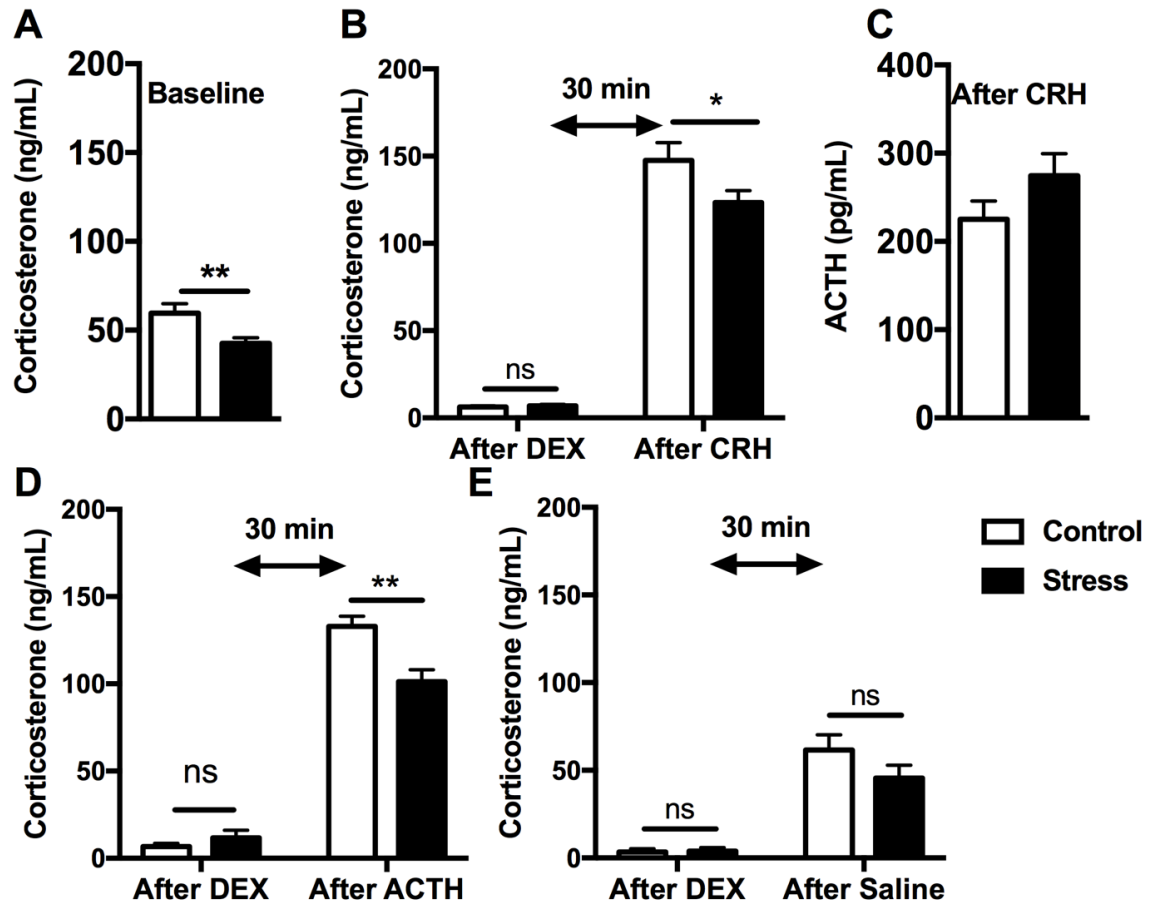 A
Corticosterone (ng/mL)
200
150
100
50
0
Baseline
**
B
Corticosterone (ng/mL)
200
150
100
50
0
30 min
*
ns
After DEX
After CRH
C
ACTH (pg/mL)
400
300
200
100
0
After CRH
D
Corticosterone (ng/mL)
200
150
100
50
0
30 min
**
ns
After DEX
After ACTH
E
Corticosterone (ng/mL)
200
150
100
50
0
30 min
ns
ns
After DEX
After Saline
Control
Stress